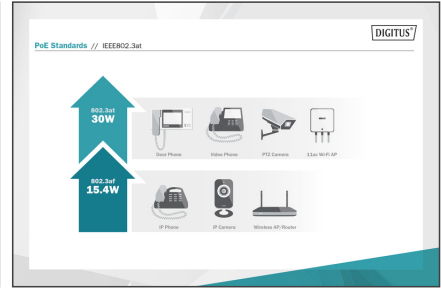 DIGITUS®
PoE Standards // IEEE802.3at
802.3at
30W
Door Phone Video Phone PTZ Camera 11ac Wi-Fi AP
802.3af
15.4W
IP Phone IP Camera Wireless AP/Router